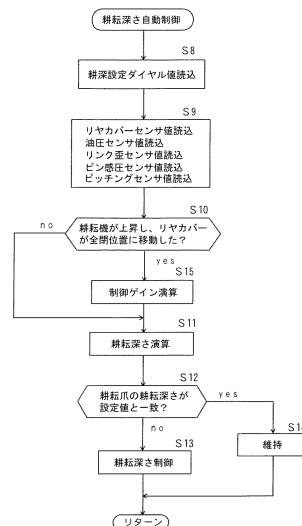 耕耘深さ自動制御
S8
耕深設定ダイヤル値読込
S9
リヤカバーセンサ値読込
油圧センサ値読込
リンク歪センサ値読込
ピン感圧センサ値読込
ピッチングセンサ値読込
S10
no
耕耘機が上昇し、リヤカバー
が全閉位置に移動した？
yes
S15
制御ゲイン演算
S11
耕耘深さ演算
S12
耕耘爪の耕耘深さが
設定値と一致？
yes
no
S13
耕耘深さ制御
維持
リターン